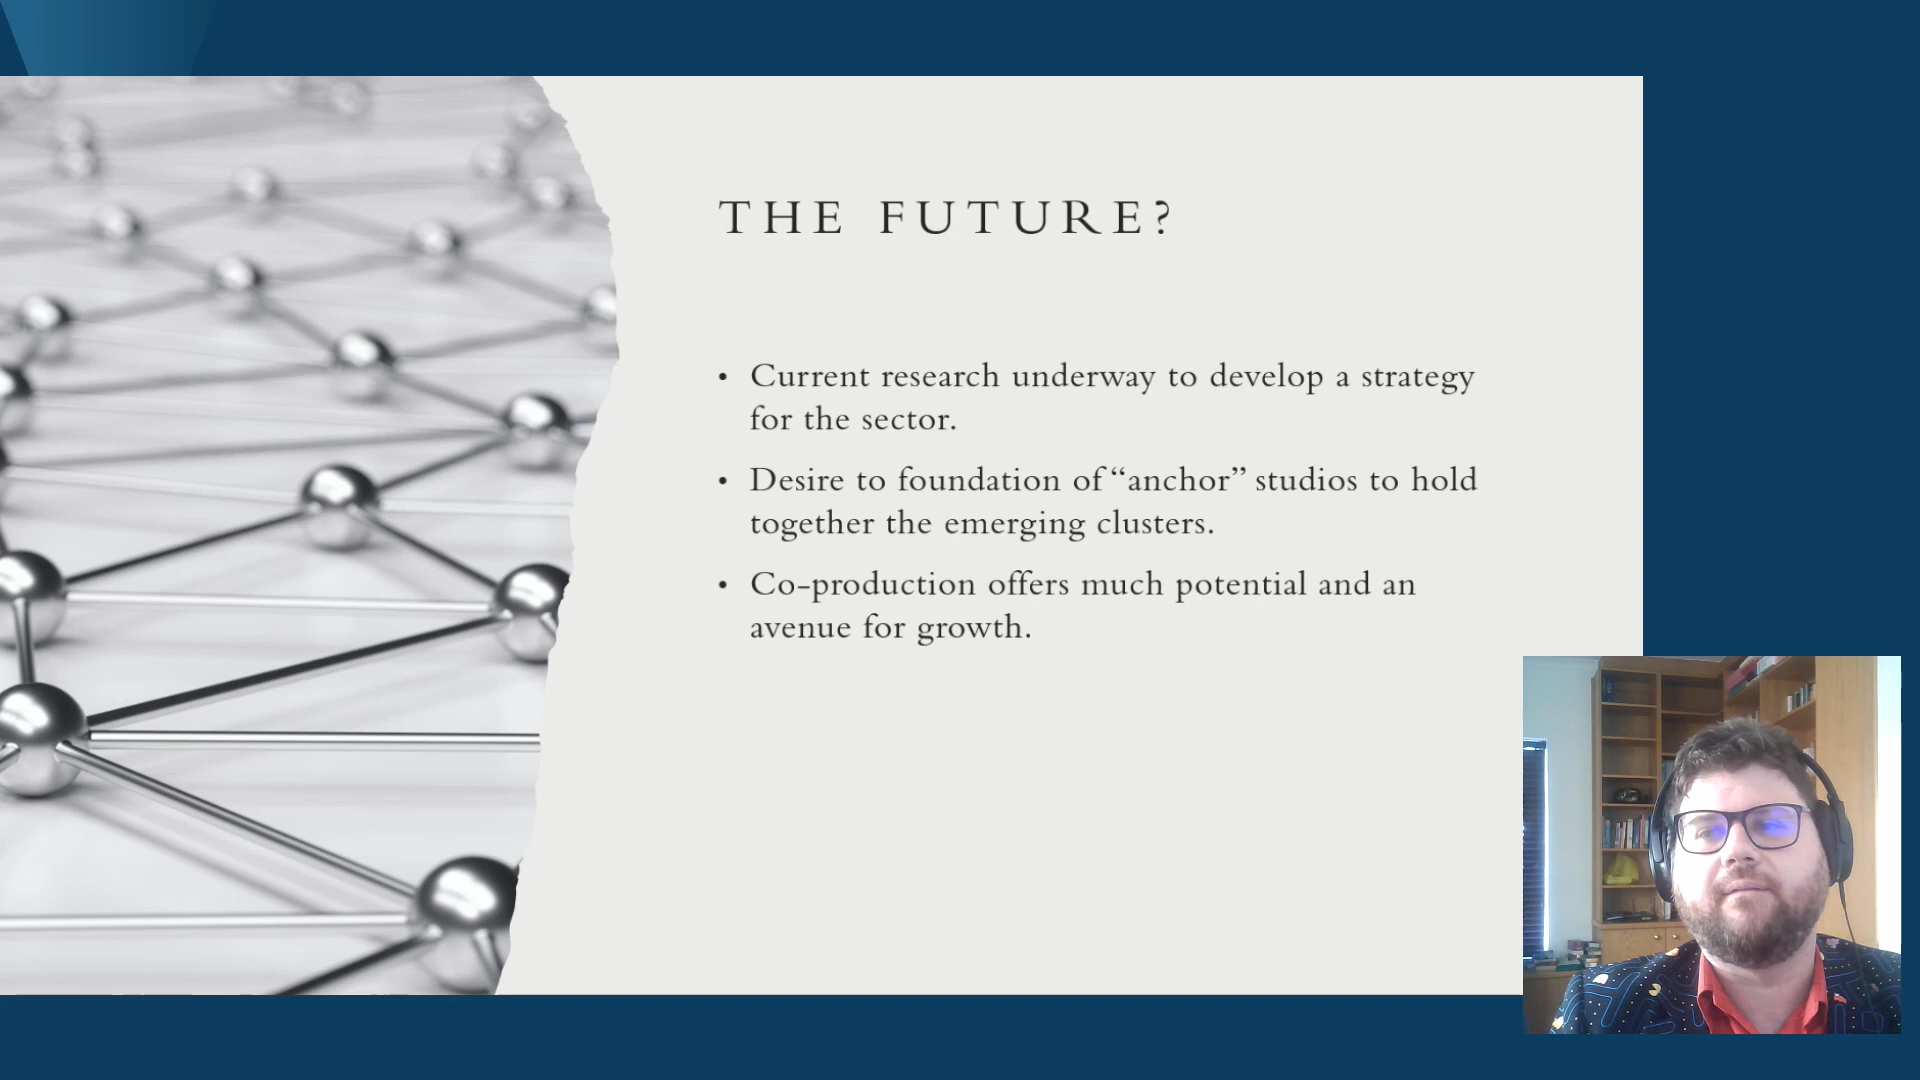 THE FUTURE?
• Current research underway to develop a strategy
for the sector.
• Desire to foundation of “anchor” studios to hold
together the emerging clusters.
• Co-production offers much potential and an
avenue for growth.